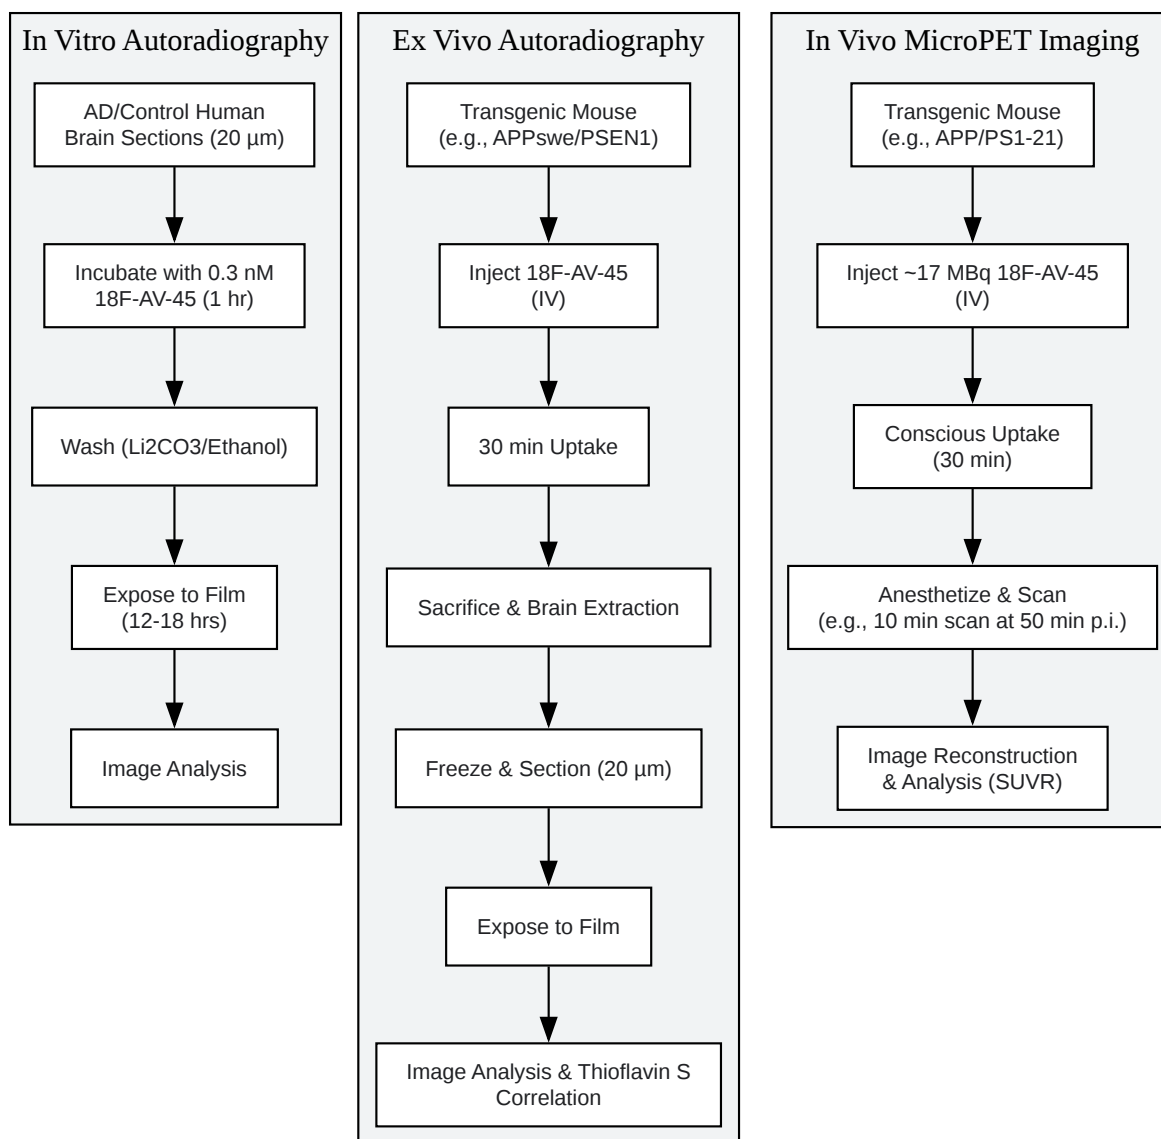 In Vitro Autoradiography
AD/Control Human
Brain Sections (20 µm)
Incubate with 0.3 nM
18F-AV-45 (1 hr)
Wash (Li2CO3/Ethanol)
Expose to Film
(12-18 hrs)
Image Analysis
Ex Vivo Autoradiography
Transgenic Mouse
(e.g., APPswe/PSEN1)
Inject 18F-AV-45
(IV)
30 min Uptake
Sacrifice & Brain Extraction
Freeze & Section (20 µm)
Expose to Film
Image Analysis & Thioflavin S
Correlation
In Vivo MicroPET Imaging
Transgenic Mouse
(e.g., APP/PS1-21)
Inject ~17 MBq 18F-AV-45
(IV)
Conscious Uptake
(30 min)
Anesthetize & Scan
(e.g., 10 min scan at 50 min p.i.)
Image Reconstruction
& Analysis (SUVR)